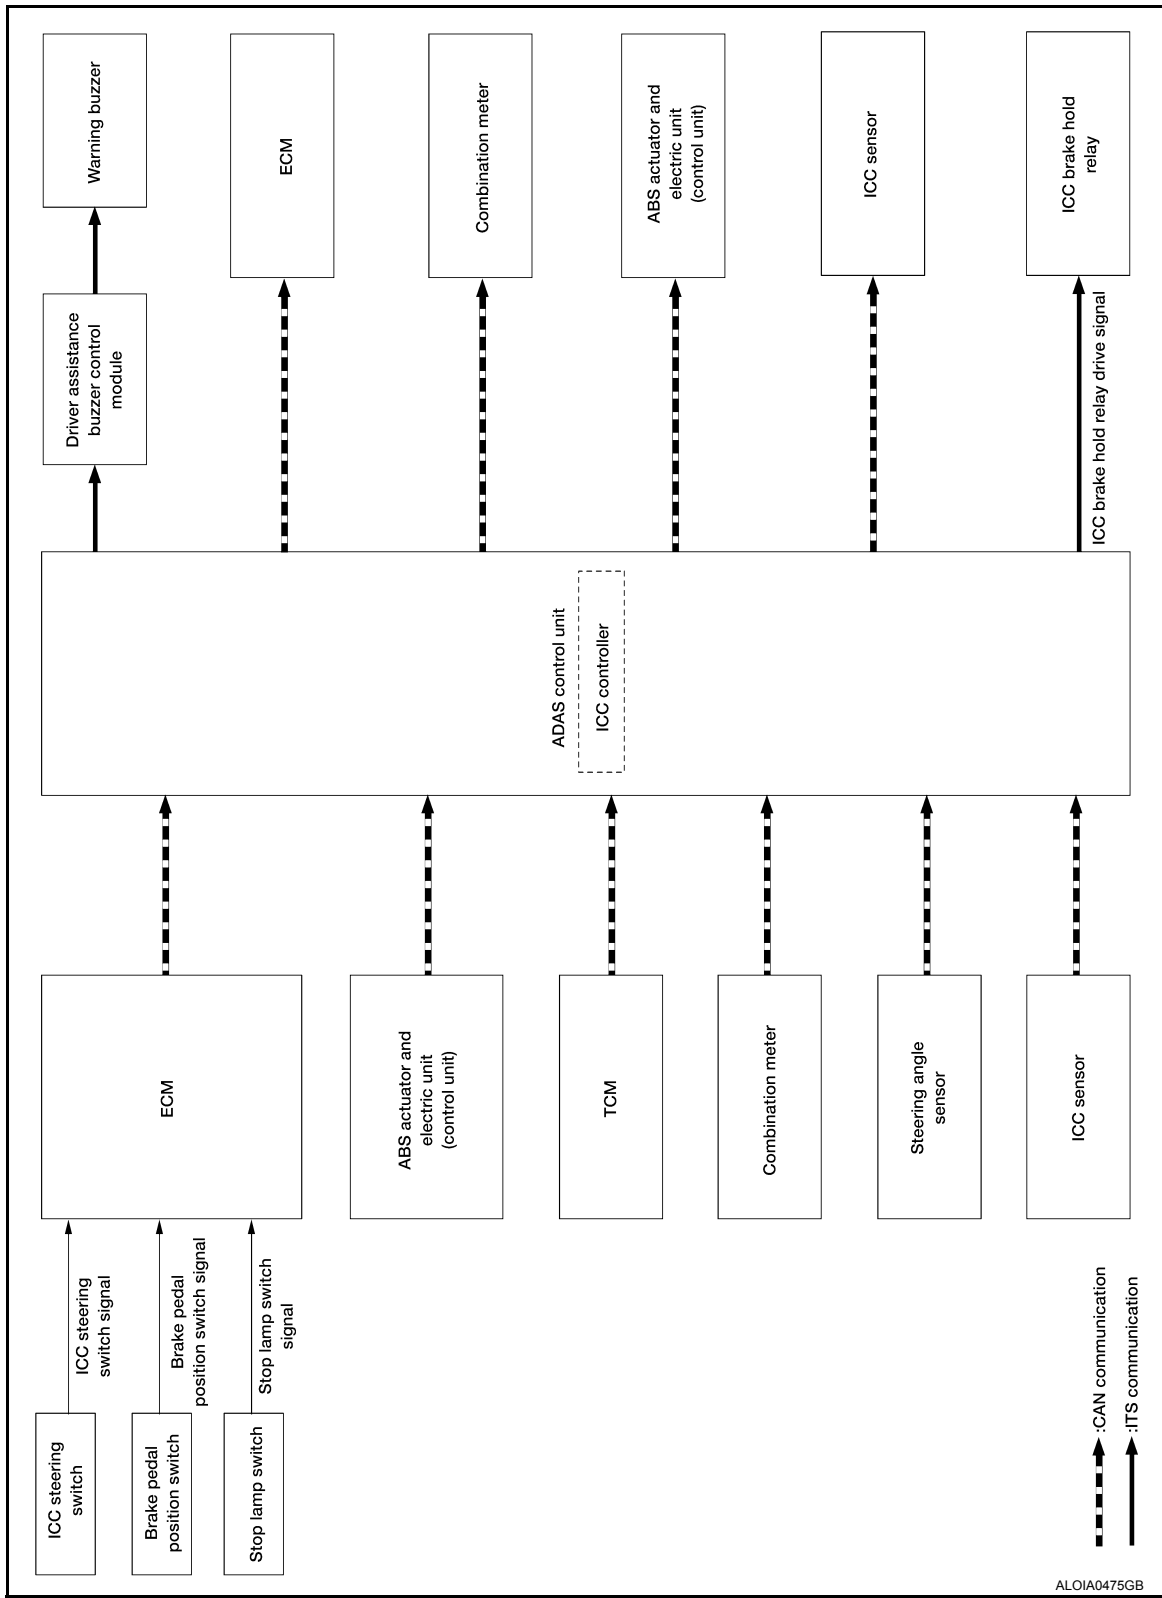 ICC steering
switch
Brake pedal
position switch
Stop lamp switch
ICC steering
switch signal
Brake pedal
position switch signal
Stop lamp switch
signal
ECM
ABS actuator and
electric unit
(control unit)
TCM
Combination meter
Steering angle
sensor
ICC sensor
ADAS control unit
ICC controller
Driver assistance
buzzer control
module
Warning buzzer
ECM
Combination meter
ABS actuator and
electric unit
(control unit)
ICC sensor
ICC brake hold
relay
ICC brake hold relay drive signal
:CAN communication
:ITS communication
ALOIA0475GB